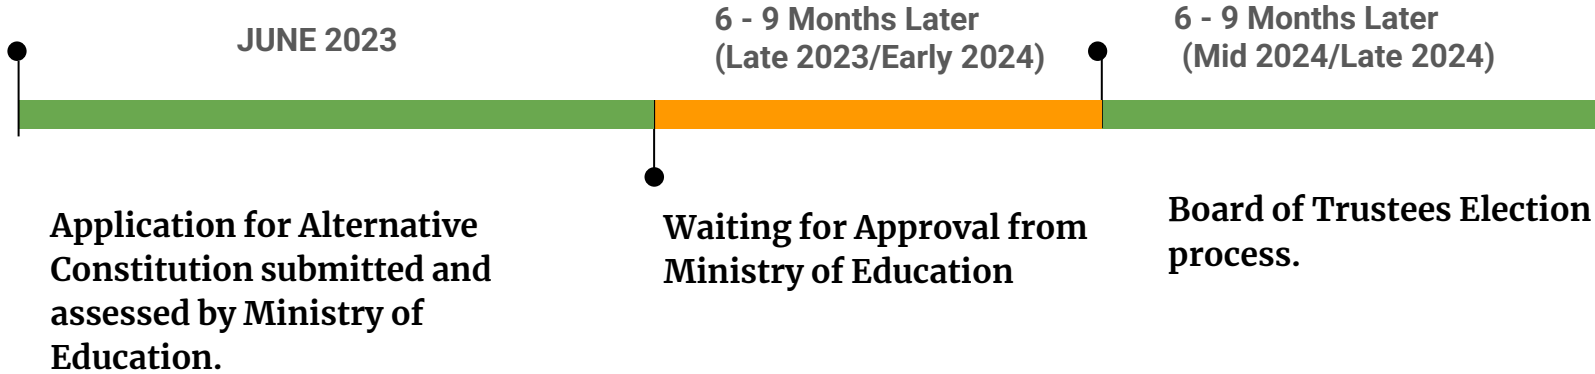 JUNE 2023
6 - 9 Months Later
(Late 2023/Early 2024)
6 - 9 Months Later
(Mid 2024/Late 2024)
Application for Alternative
Constitution submitted and
assessed by Ministry of
Education.
Waiting for Approval from
Ministry of Education
Board of Trustees Election
process.